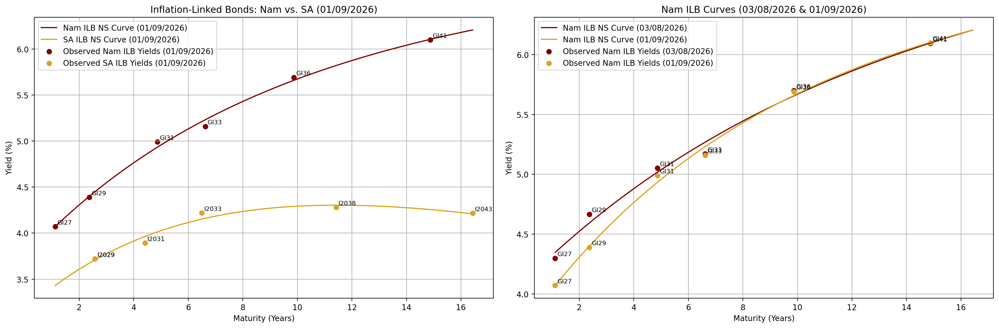 Inflation-Linked Bonds: Nam vs. SA (01/09/2026)
Nam ILB NS Curve (01/09/2026)
SA ILB NS Curve (01/09/2026)
Observed Nam ILB Yields (01/09/2026)
Observed SA ILB Yields (01/09/2026)
GI41
GI36
GI33
GI31
GI29
GI27
I2029
I2031
I2033
I2038
I2043
6.0
5.5
5.0
4.5
4.0
3.5
Yield (%)
2 4 6 8 10 12 14 16
Maturity (Years)
Nam ILB Curves (03/08/2026 & 01/09/2026)
Nam ILB NS Curve (03/08/2026)
Nam ILB NS Curve (01/09/2026)
Observed Nam ILB Yields (03/08/2026)
Observed Nam ILB Yields (01/09/2026)
GI41
GI41
GI36
GI36
GI33
GI33
GI31
GI31
GI29
GI29
GI27
GI27
6.0
5.5
5.0
4.5
4.0
Yield (%)
2 4 6 8 10 12 14 16
Maturity (Years)